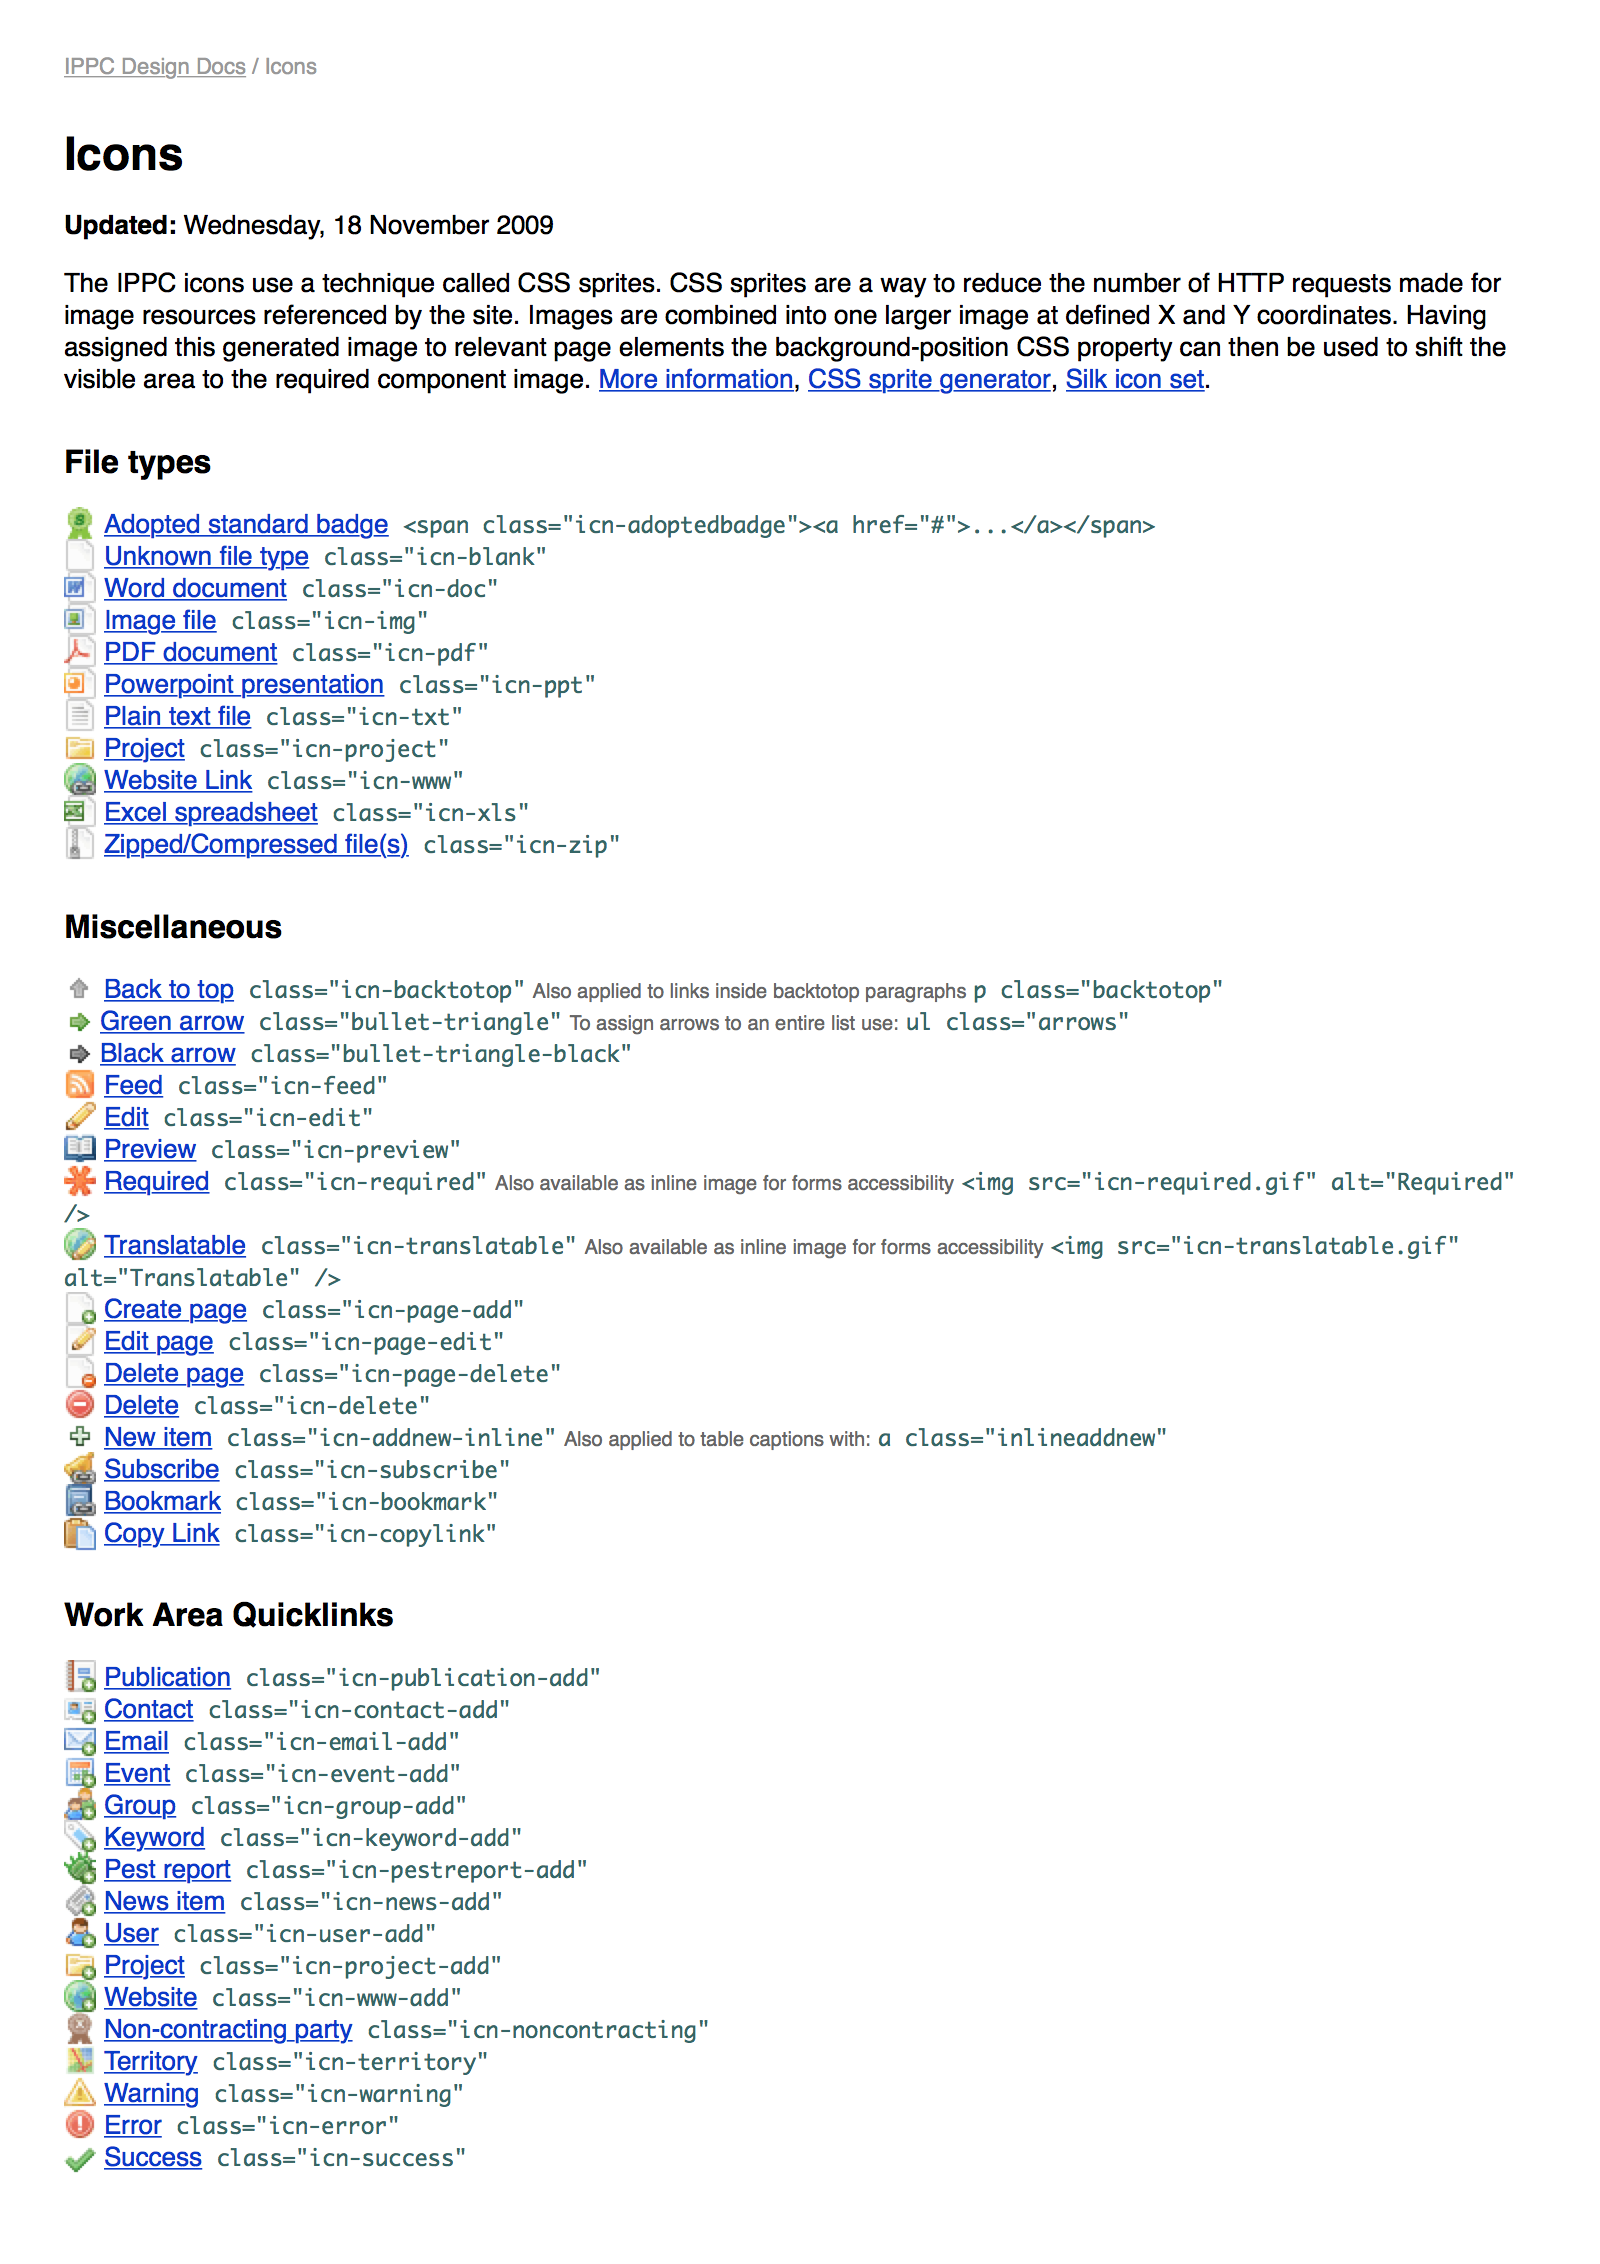 IPPC Design Docs / Icons
Icons
Updated: Wednesday, 18 November 2009
The IPPC icons use a technique called CSS sprites. CSS sprites are a way to reduce the number of HTTP requests made for
image resources referenced by the site. Images are combined into one larger image at defined X and Y coordinates. Having
assigned this generated image to relevant page elements the background-position CSS property can then be used to shift the
visible area to the required component image. More information, CSS sprite generator, Silk icon set.
File types
Adopted standard badge <span class="icn-adoptedbadge"><a href="#">...</a></span>
Unknown file type class="icn-blank"
Word document class="icn-doc"
Image file class="icn-img"
PDF document class="icn-pdf"
Powerpoint presentation class="icn-ppt"
Plain text file class="icn-txt"
Project class="icn-project"
Website Link class="icn-www"
Excel spreadsheet class="icn-xls"
Zipped/Compressed file(s) class="icn-zip"
Miscellaneous
Back to top class="icn-backtotop" Also applied to links inside backtotop paragraphs p class="backtotop"
Green arrow class="bullet-triangle" To assign arrows to an entire list use: ul class="arrows"
Black arrow class="bullet-triangle-black"
Feed class="icn-feed"
Edit class="icn-edit"
Preview class="icn-preview"
Required class="icn-required" Also available as inline image for forms accessibility <img src="icn-required.gif" alt="Required"
/>
Translatable class="icn-translatable" Also available as inline image for forms accessibility <img src="icn-translatable.gif"
alt="Translatable" />
Create page class="icn-page-add"
Edit page class="icn-page-edit"
Delete page class="icn-page-delete"
Delete class="icn-delete"
New item class="icn-addnew-inline" Also applied to table captions with: a class="inlineaddnew"
Subscribe class="icn-subscribe"
Bookmark class="icn-bookmark"
Copy Link class="icn-copylink"
Work Area Quicklinks
Publication class="icn-publication-add"
Contact class="icn-contact-add"
Email class="icn-email-add"
Event class="icn-event-add"
Group class="icn-group-add"
Keyword class="icn-keyword-add"
Pest report class="icn-pestreport-add"
News item class="icn-news-add"
User class="icn-user-add"
Project class="icn-project-add"
Website class="icn-www-add"
Non-contracting party class="icn-noncontracting"
Territory class="icn-territory"
Warning class="icn-warning"
Error class="icn-error"
Success class="icn-success"